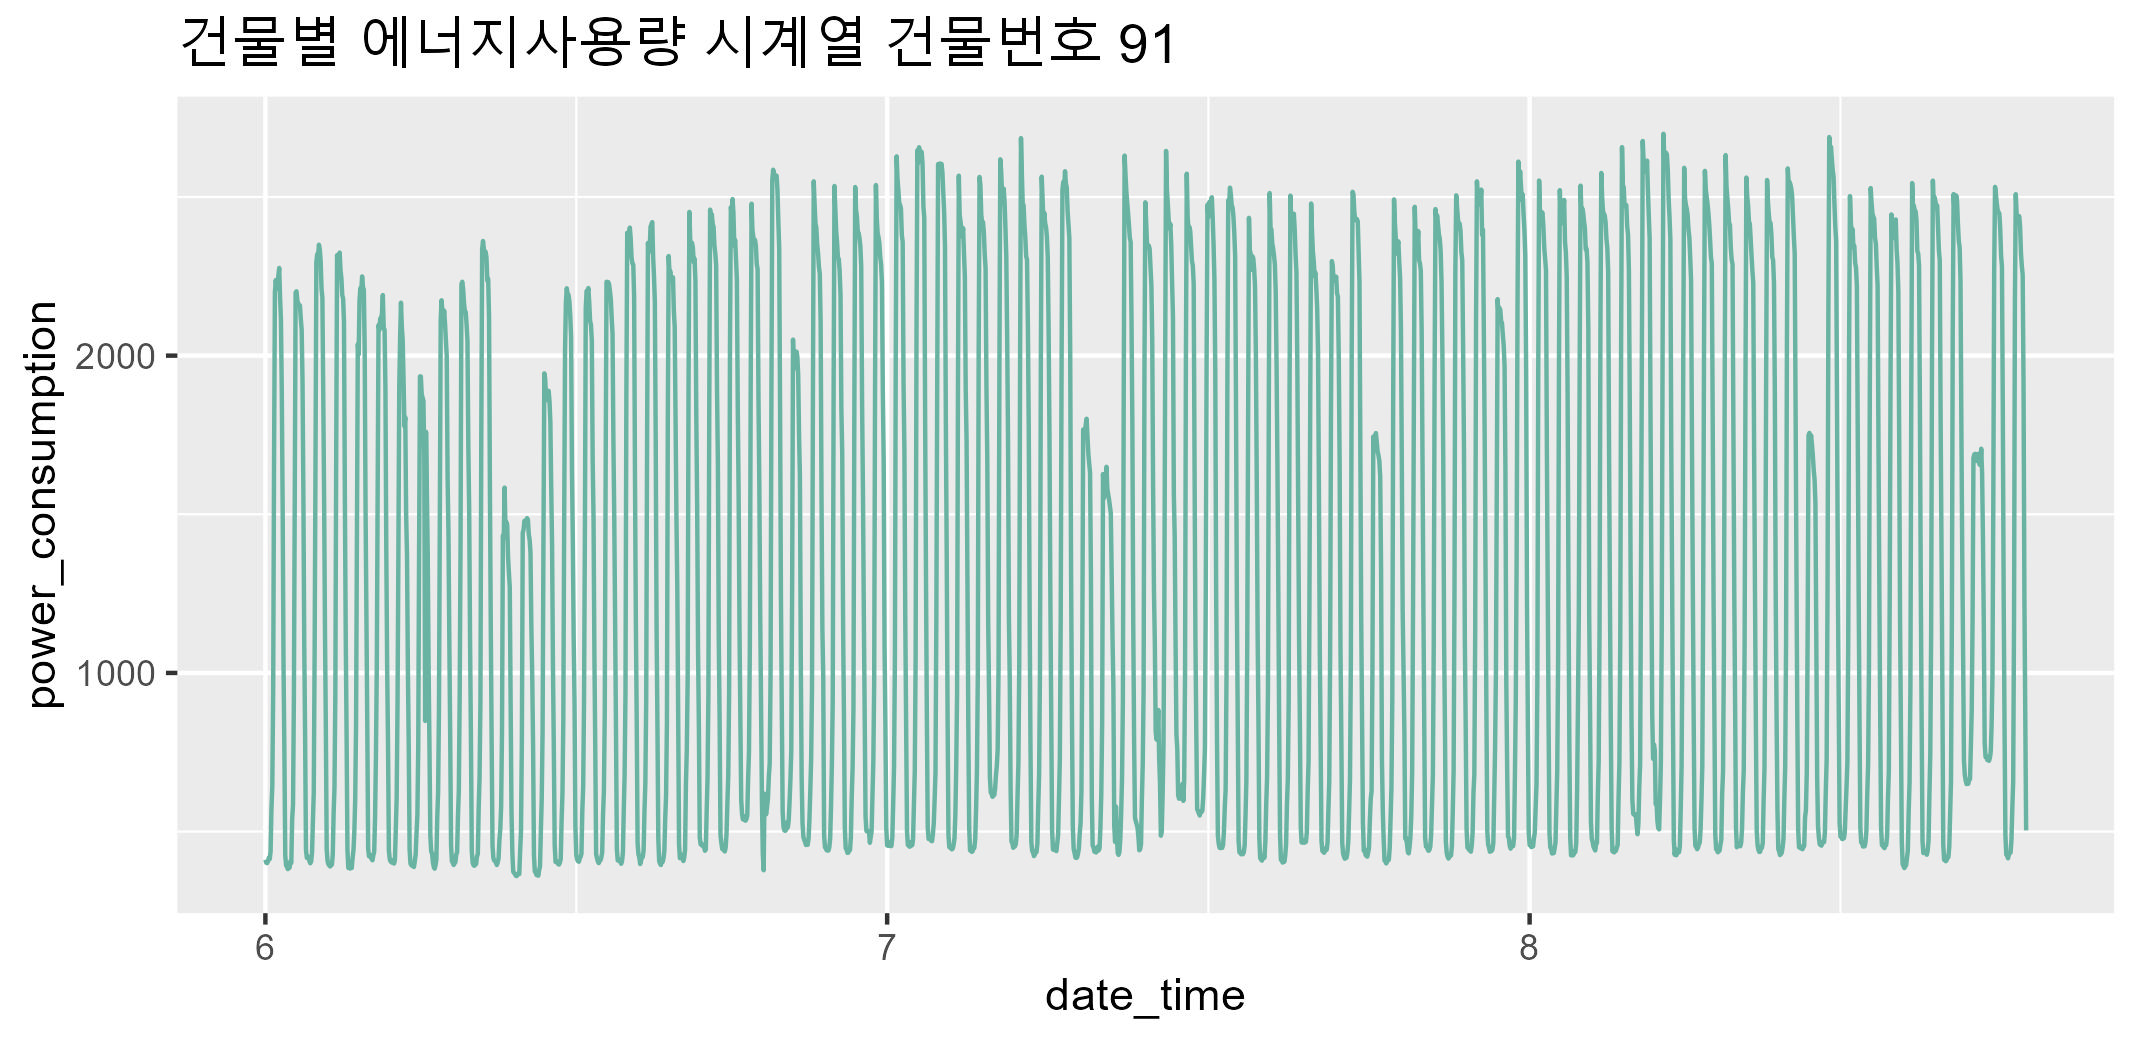 건물별 에너지사용량 시계열 건물번호 91
power_consumption
2000
1000
6
7
8
date_time